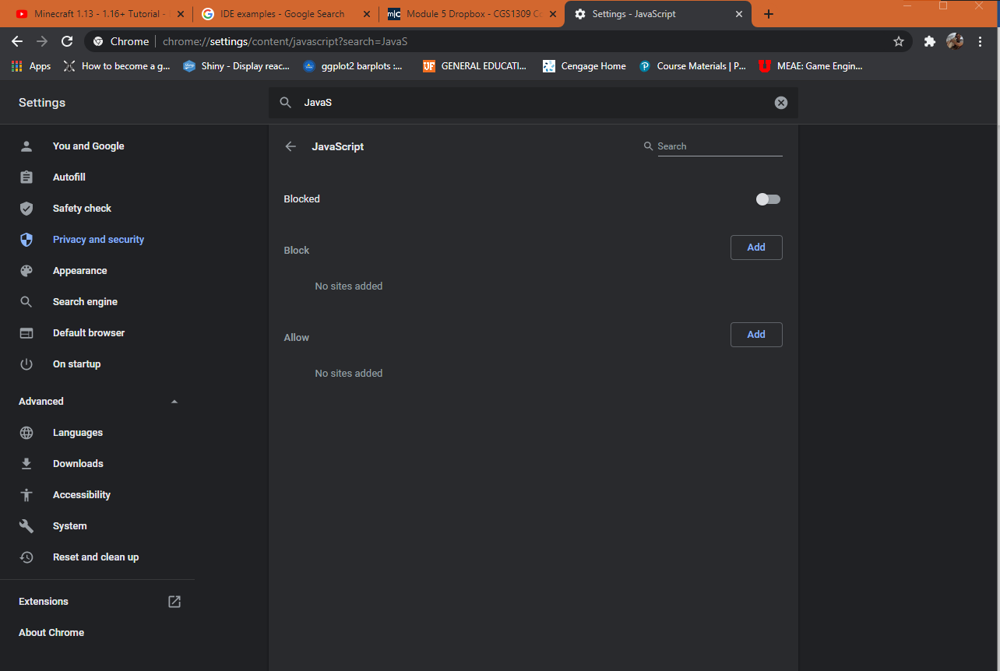 Minecraft 1.13 - 1.16+ Tutorial -
IDE examples - Google Search
m|c Module 5 Dropbox - CGS1309 Co
Settings - JavaScript
Chrome chrome://settings/content/javascript?search=JavaS
Apps
How to become a g...
Shiny - Display reac...
ggplot2 barplots :...
UF GENERAL EDUCATI...
Cengage Home
P Course Materials | P...
U MEAE: Game Engin...
Settings
JavaS
You and Google
Autofill
Safety check
Privacy and security
Appearance
Search engine
Default browser
On startup
Advanced
Languages
Downloads
Accessibility
System
Reset and clean up
Extensions
About Chrome
JavaScript
Search
Blocked
Block
Add
No sites added
Allow
Add
No sites added